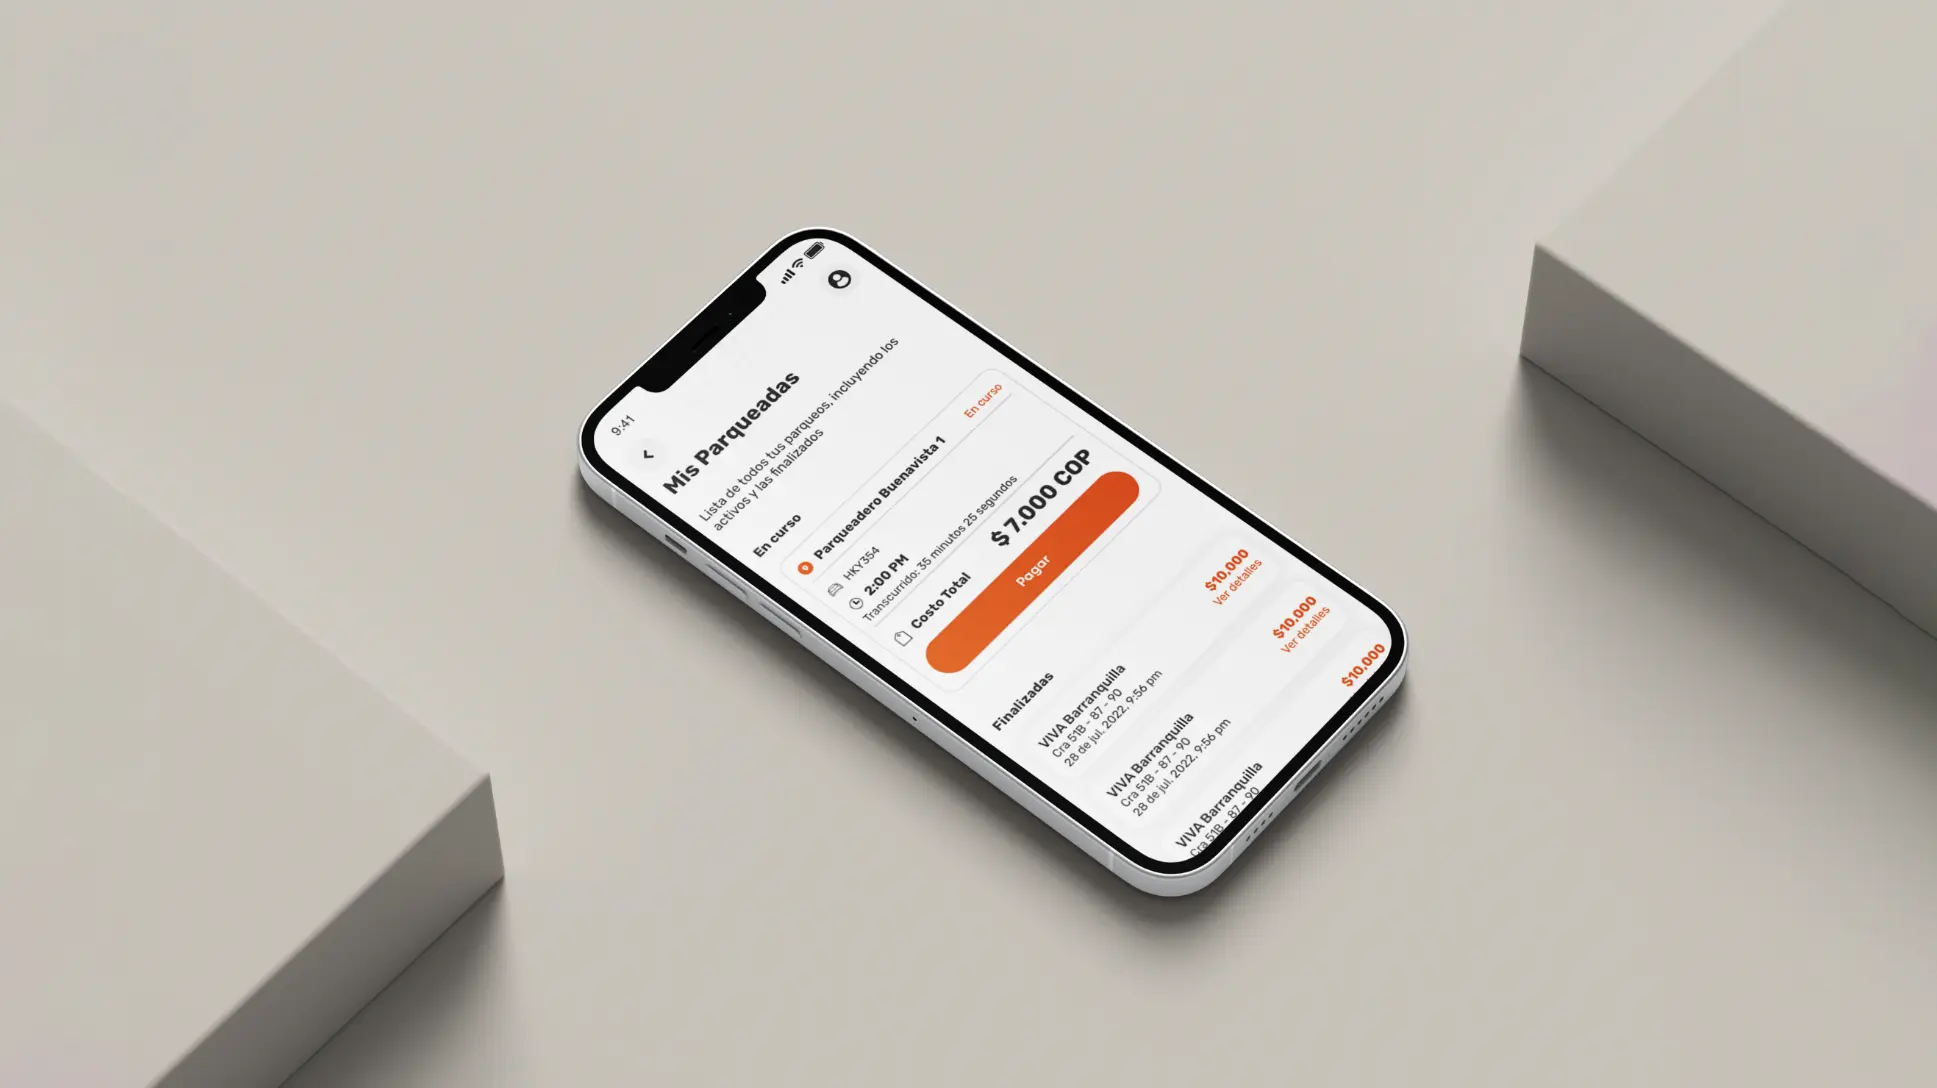 9:41
Mis Parqueadas
Lista de todos tus parqueos, incluyendo los
activos y las finalizados
En curso
Parqueadero Buenavista 1
En curso
HKY354
2:00 PM
Transcurrido: 35 minutos 25 segundos
Costo Total
$ 7.000 COP
Pagar
Finalizadas
VIVA Barranquilla
$10,000
Cra 51B - 87 - 90
Ver detalles
28 de jul. 2022, 9:56 pm
VIVA Barranquilla
$10,000
Cra 51B - 87 - 90
Ver detalles
28 de jul. 2022, 9:56 pm
VIVA Barranquilla
$10,000
Cra 51B - 87 - 90